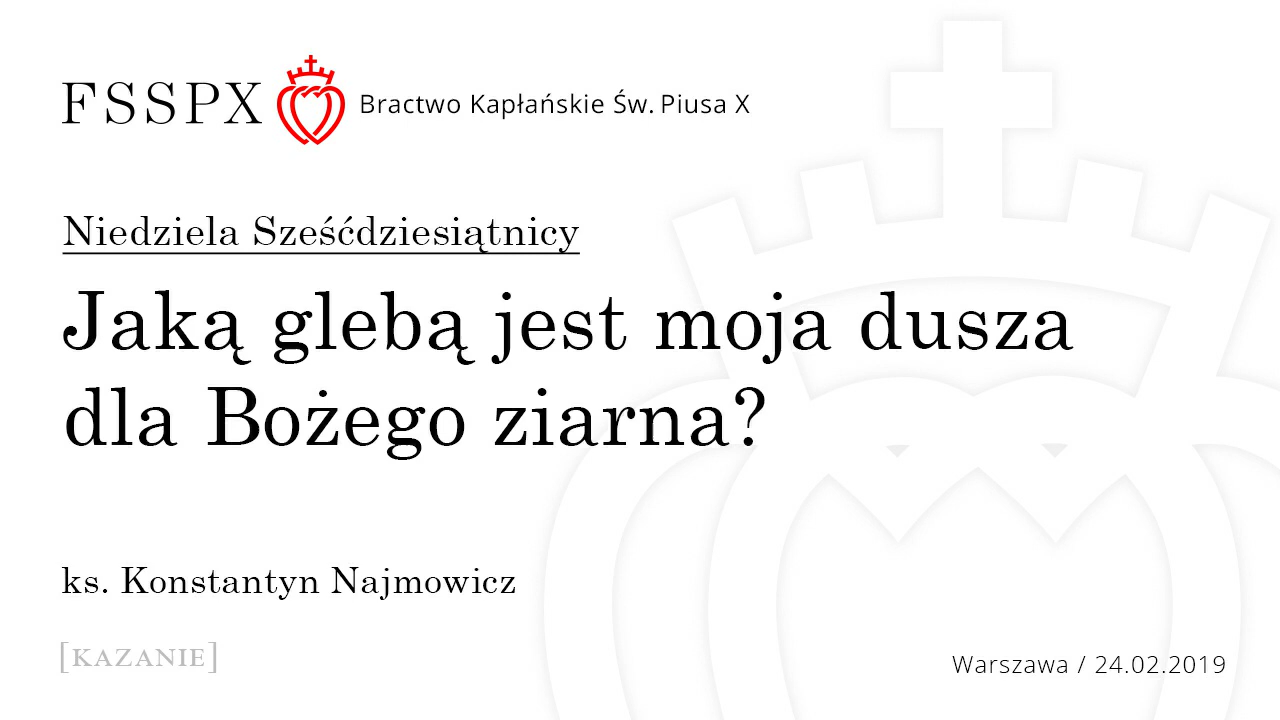 FSSPX Bractwo Kapłańskie Św. Piusa X
Niedziela Sześćdziesiątnicy
Jaką glebą jest moja dusza
dla Bożego ziarna?
ks. Konstantyn Najmowicz
[KAZANIE]
Warszawa / 24.02.2019